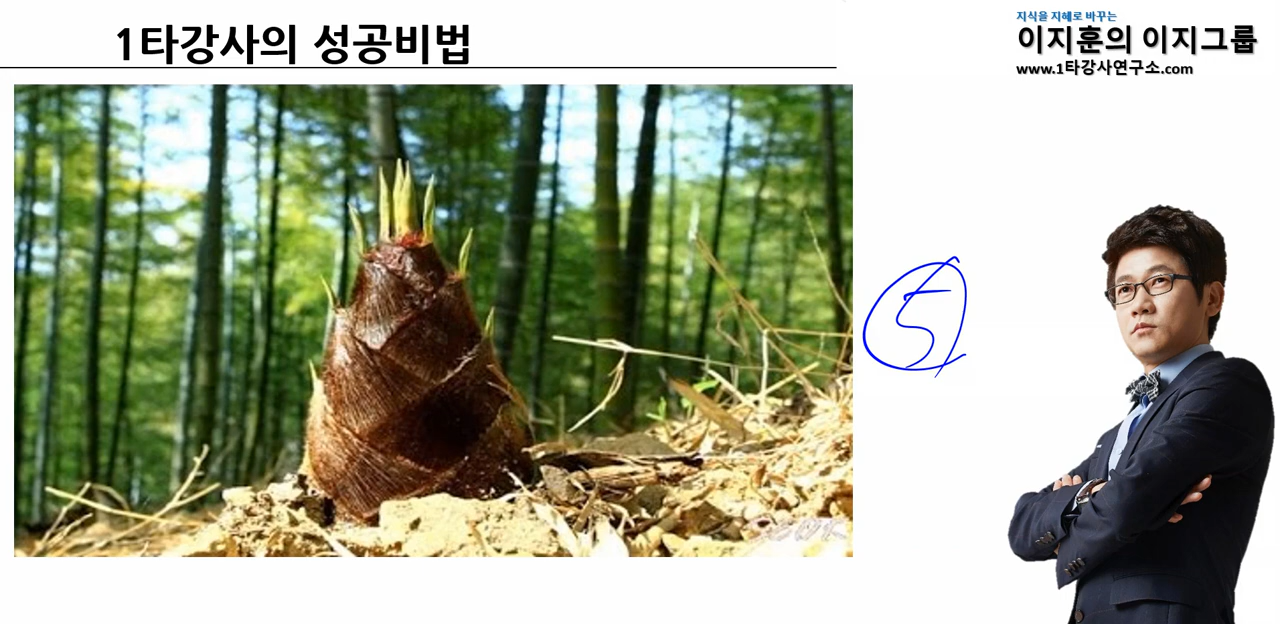 1타강사의 성공비법
지식을 지혜로 바꾸는
이지훈의 이지그룹
www.1타강사연구소.com
5